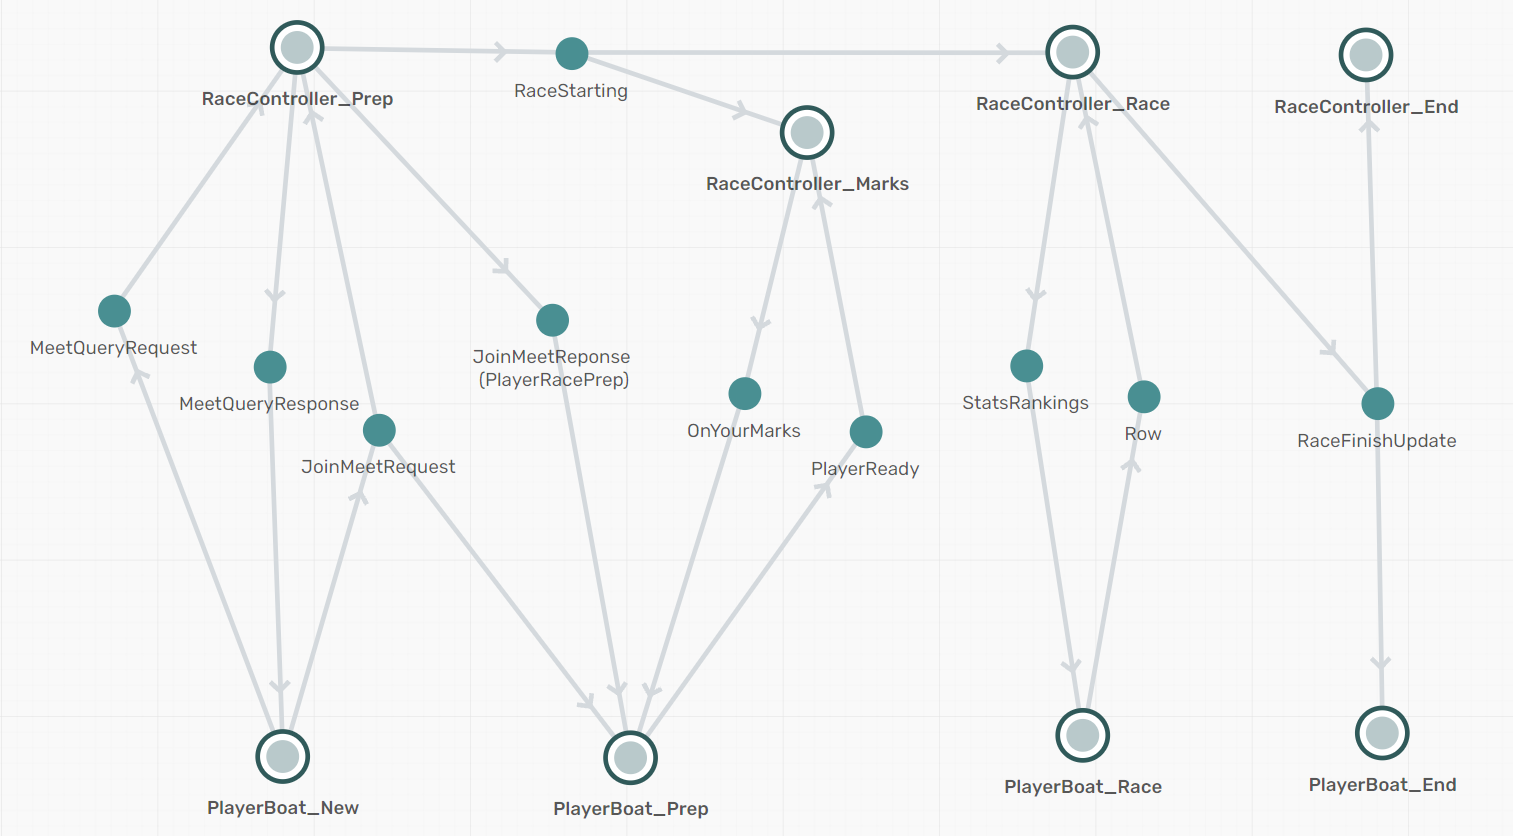 RaceController_Prep
RaceStarting
RaceController_Race
RaceController_End
RaceController_Marks
MeetQueryRequest
JoinMeetReponse
(PlayerRacePrep)
MeetQueryResponse
StatsRankings
OnYourMarks
Row
RaceFinishUpdate
JoinMeetRequest
PlayerReady
PlayerBoat_New
PlayerBoat_Prep
PlayerBoat_Race
PlayerBoat_End